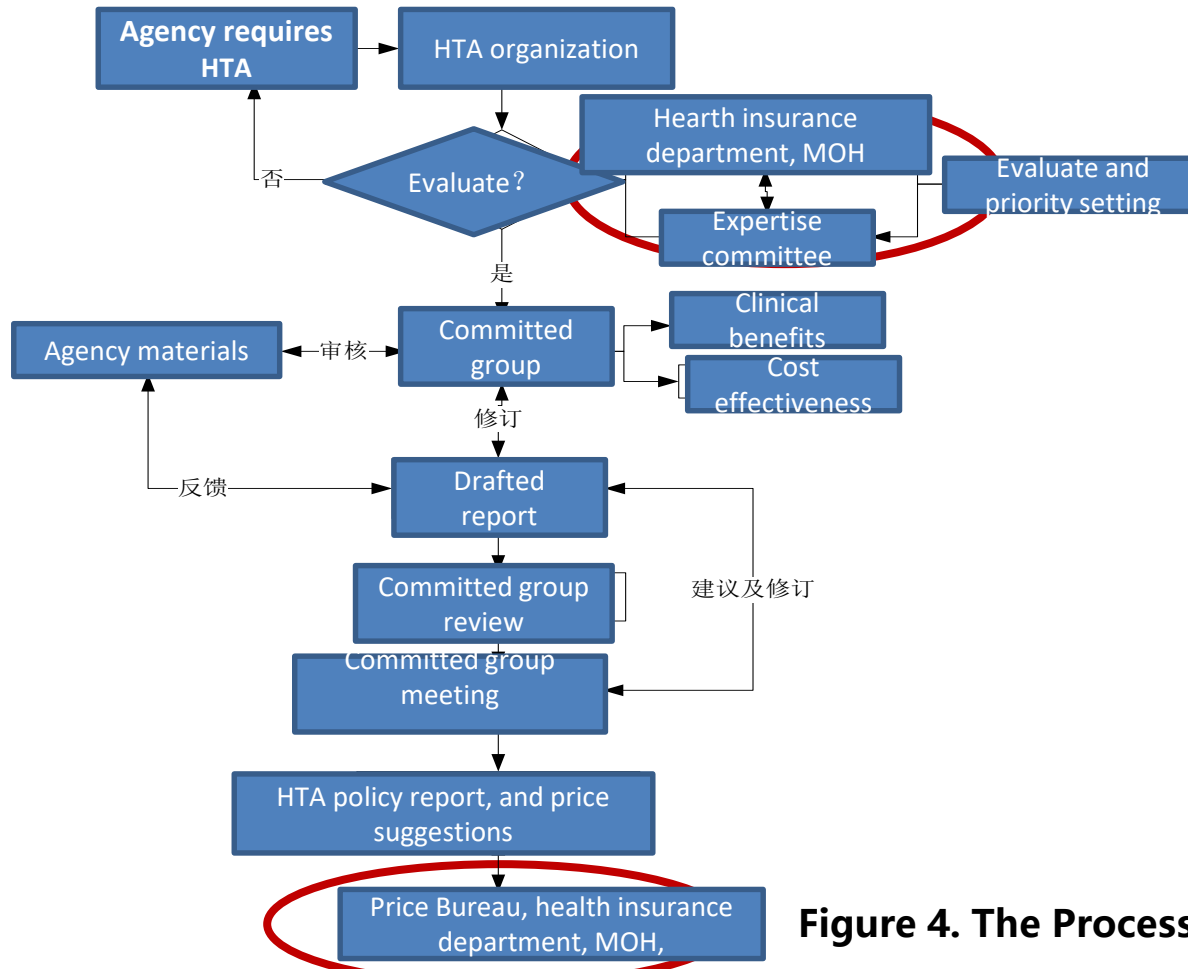 Agency requires
HTA
HTA organization
Hearth insurance
department, MOH
否
Evaluate？
Evaluate and
priority setting
Expertise
committee
是
Clinical
benefits
Committed
group
Agency materials
审核
Cost
effectiveness
修订
Drafted
report
反馈
Committed group
review
建议及修订
Committed group
meeting
HTA policy report, and price
suggestions
Price Bureau, health insurance
department, MOH,
Figure 4. The Process